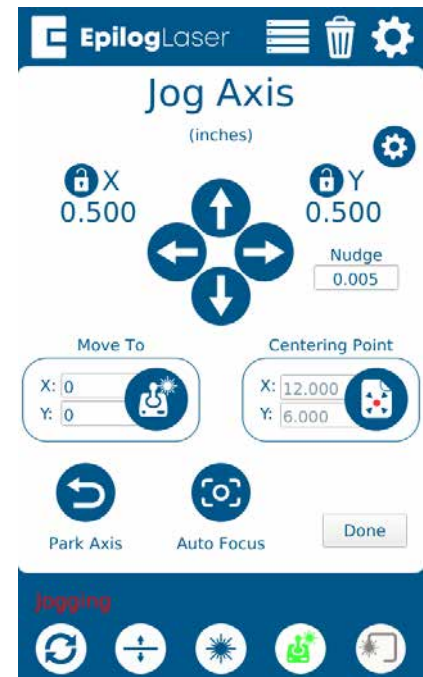 EpilogLaser
Jog Axis
(inches)
X
0.500
Y
0.500
Nudge
0.005
Move To
X: 0
Y: 0
Centering Point
X: 12.000
Y: 6.000
Park Axis
Auto Focus
Done
Jogging